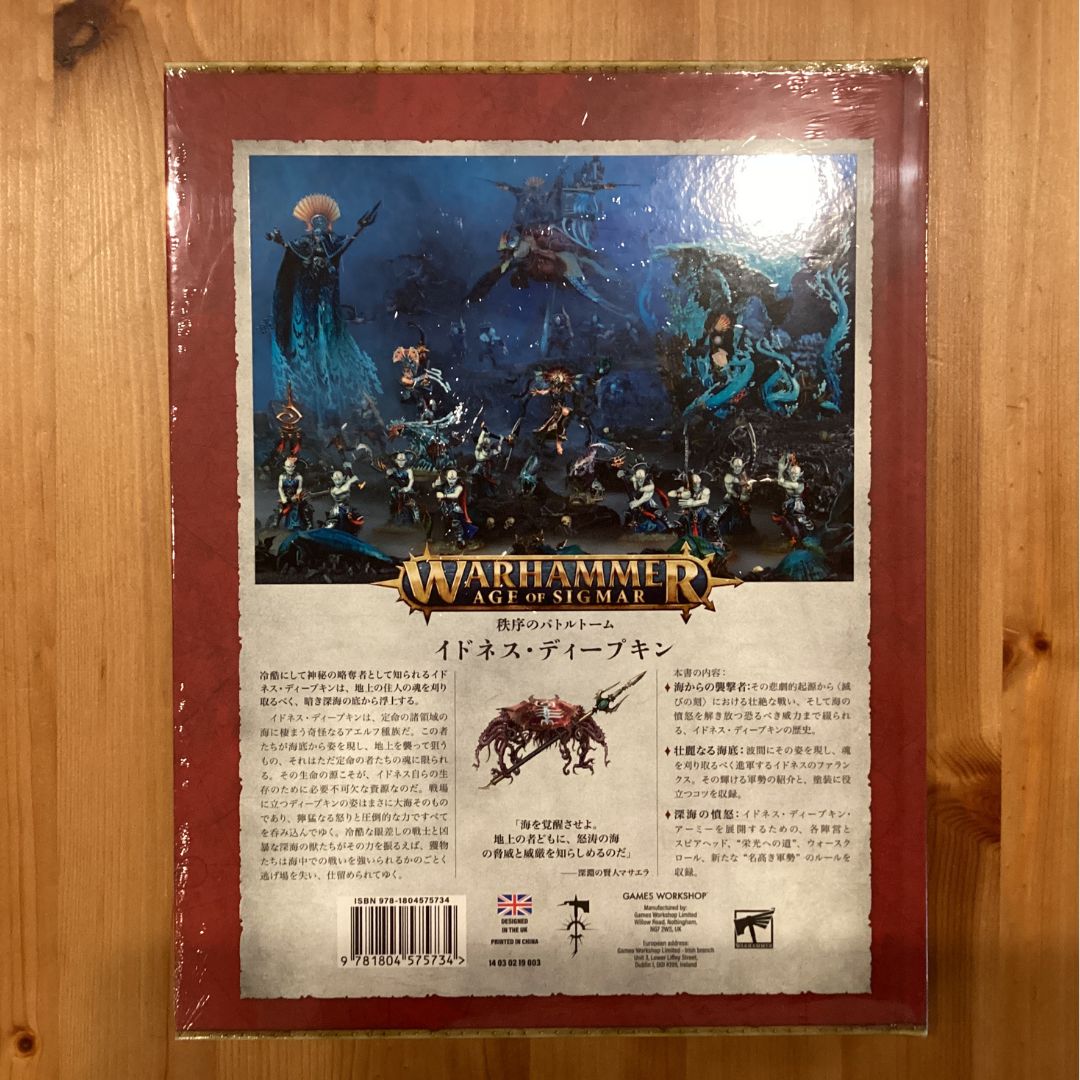 WARHAMMER
AGE OF SIGMAR
秩序のバトルトーム
イドネス・ディープキン
冷酷にして神秘の略奪者として知られるイド
ネス・ディープキンは、地上の住人の魂を刈り
取るべく、暗き深海の底から浮上する。
イドネス・ディープキンは、定命の諸領域の
海に棲まう奇怪なるアエルフ種族だ。この者
たちが海底から姿を現し、地上を襲って狙う
もの、それはただ定命の者たちの魂に限られ
る。その生命の源こそが、イドネス自らの生
存のために必要不可欠な資源なのだ。戦場
に立つディープキンの姿はまさに大海そのもの
であり、獰猛なる怒りと圧倒的な力ですべて
を呑み込んでゆく。冷酷な眼差しの戦士と凶
暴な深海の獣たちがその力を振るえば、獲物
たちは海中での戦いを強いられるかのごとく
逃げ場を失い、仕留められてゆく。
「海を覚醒させよ。
地上の者どもに、怒涛の海
の脅威と威厳を知らしめるのだ」
──深淵の賢人マサエラ
本書の内容：
海からの襲撃者：その悲劇的起源から〈滅
びの刻〉における壮絶な戦い、そして海の
憤怒を解き放つ恐るべき威力まで綴られ
る、イドネス・ディープキンの歴史。
壮麗なる海底：波間にその姿を現し、魂
を刈り取るべく進軍するイドネスのファラン
クス。その輝ける軍勢の紹介と、塗装に役
立つコツを収録。
深海の憤怒：イドネス・ディープキン・
アーミーを展開するための、各陣営と
スピアヘッド、“栄光への道”、ウォースク
ロール、新たな“名高き軍勢”のルールを
収録。
ISBN 978-1804575734
9 781804 575734>
DESIGNED
IN THE UK
PRINTED IN CHINA
14 03 02 19 003
GAMES WORKSHOP
Manufactured by:
Games Workshop Limited
Willow Road, Nottingham,
NG7 2WS, UK
European address:
Games Workshop Limited - Irish branch
Unit 3, Lower Liffey Street,
Dublin 1, D01 K199, Ireland
WARHAMMER